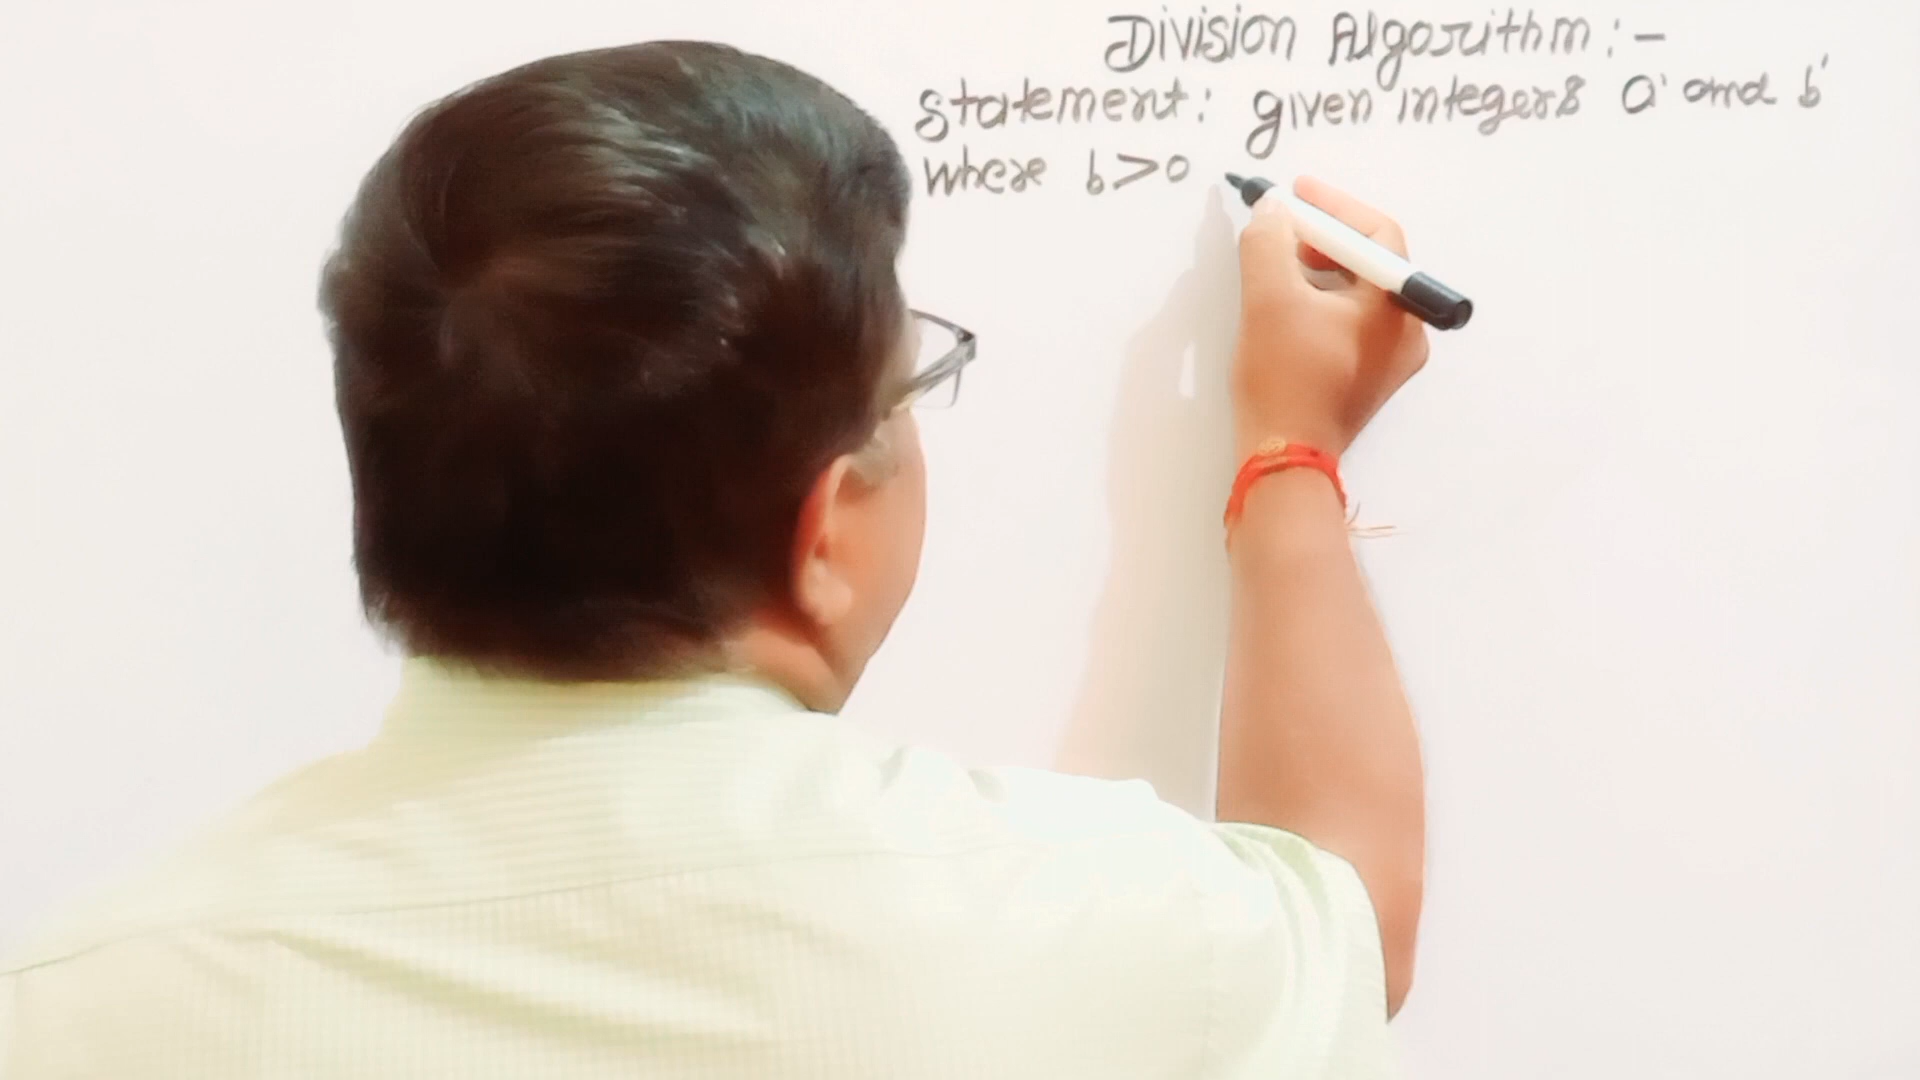 Division Algorithm:-
Statement: given integers a' and b'
where b>0